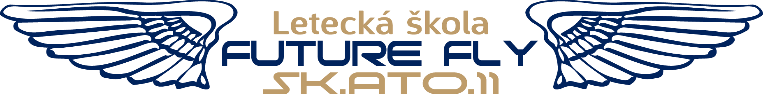 Letecká škola
FUTURE FLY
SK.ATO.11